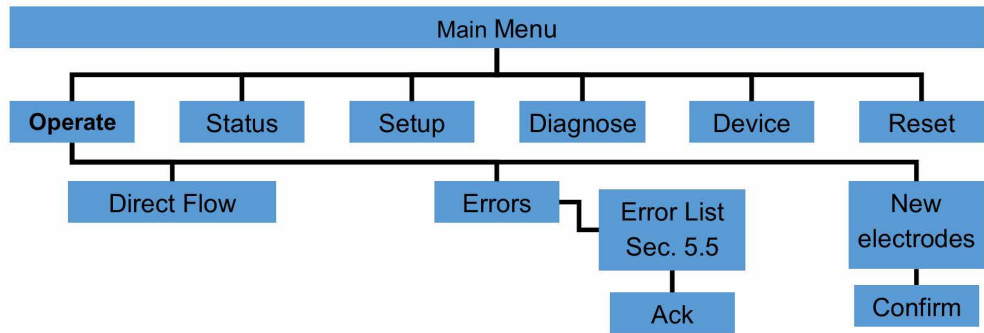 Main Menu
Operate
Status
Setup
Diagnose
Device
Reset
Direct Flow
Errors
Error List
Sec. 5.5
Ack
New
electrodes
Confirm